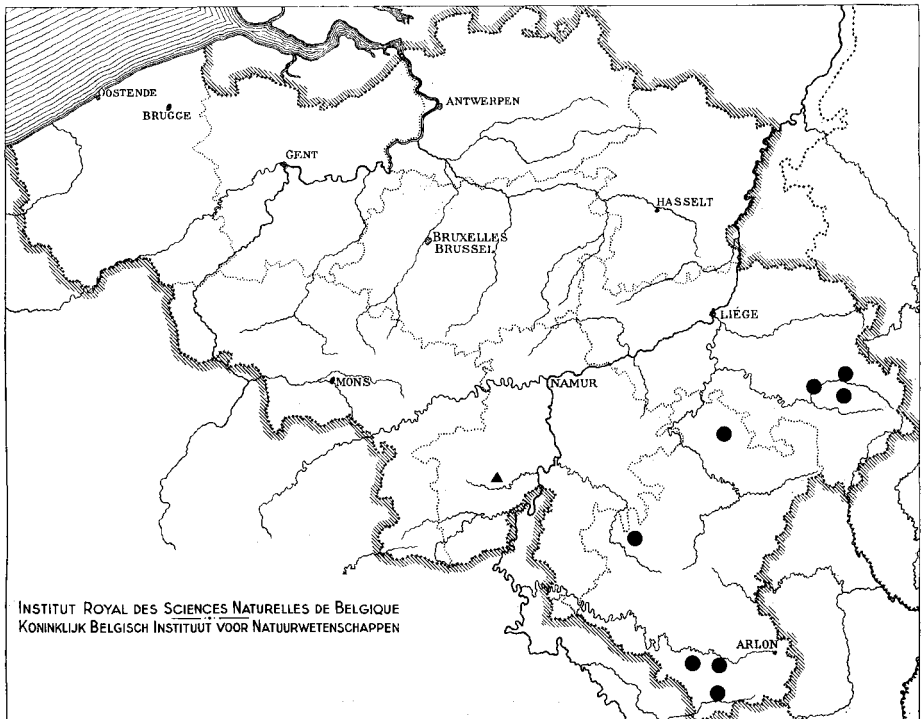 OOSTENDE
BRUGGE
ANTWERPEN
GENT
HASSELT
BRUXELLES
BRUSSEL
LIÉGE
MONS
NAMUR
INSTITUT ROYAL DES SCIENCES NATURELLES DE BELGIQUE
KONINKLIJK BELGISCH INSTITUUT VOOR NATUURWETENSCHAPPEN
ARLON